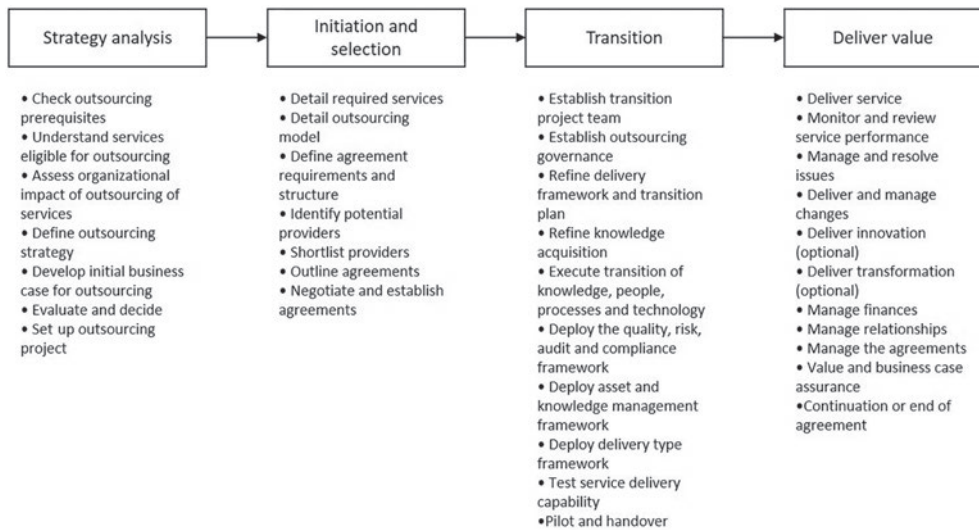 Strategy analysis
• Check outsourcing
prerequisites
• Understand services
eligible for outsourcing
• Assess organizational
impact of outsourcing of
services
• Define outsourcing
strategy
• Develop initial business
case for outsourcing
• Evaluate and decide
• Set up outsourcing
project
Initiation and
selection
• Detail required services
• Detail outsourcing
model
• Define agreement
requirements and
structure
• Identify potential
providers
• Shortlist providers
• Outline agreements
• Negotiate and establish
agreements
Transition
• Establish transition
project team
• Establish outsourcing
governance
• Refine delivery
framework and transition
plan
• Refine knowledge
acquisition
• Execute transition of
knowledge, people,
processes and technology
• Deploy the quality, risk,
audit and compliance
framework
• Deploy asset and
knowledge management
framework
• Deploy delivery type
framework
• Test service delivery
capability
•Pilot and handover
Deliver value
• Deliver service
• Monitor and review
service performance
• Manage and resolve
issues
• Deliver and manage
changes
• Deliver innovation
(optional)
• Deliver transformation
(optional)
• Manage finances
• Manage relationships
• Manage the agreements
• Value and business case
assurance
•Continuation or end of
agreement